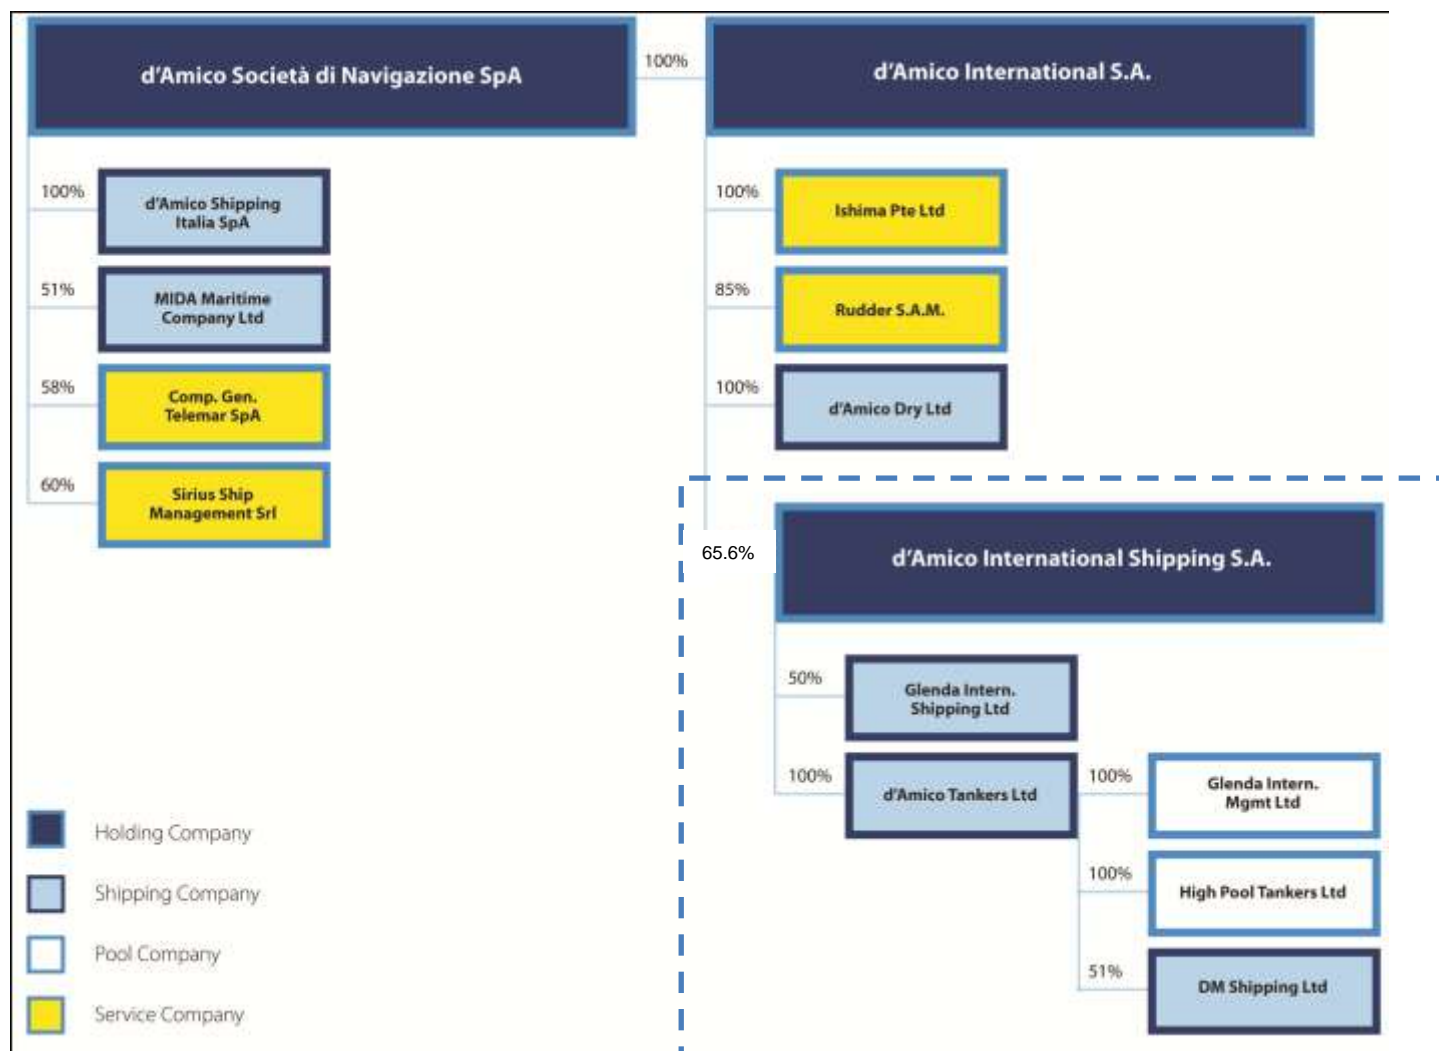 d'Amico Società di Navigazione SpA
100%
d'Amico International S.A.
100%
d'Amico Shipping
Italia SpA
51%
MIDA Maritime
Company Ltd
58%
Comp. Gen.
Telemar SpA
60%
Sirius Ship
Management Srl
100%
Ishima Pte Ltd
85%
Rudder S.A.M.
100%
d'Amico Dry Ltd
65.6%
d'Amico International Shipping S.A.
50%
Glenda Intern.
Shipping Ltd
100%
d'Amico Tankers Ltd
100%
Glenda Intern.
Mgmt Ltd
100%
High Pool Tankers Ltd
51%
DM Shipping Ltd
Holding Company
Shipping Company
Pool Company
Service Company